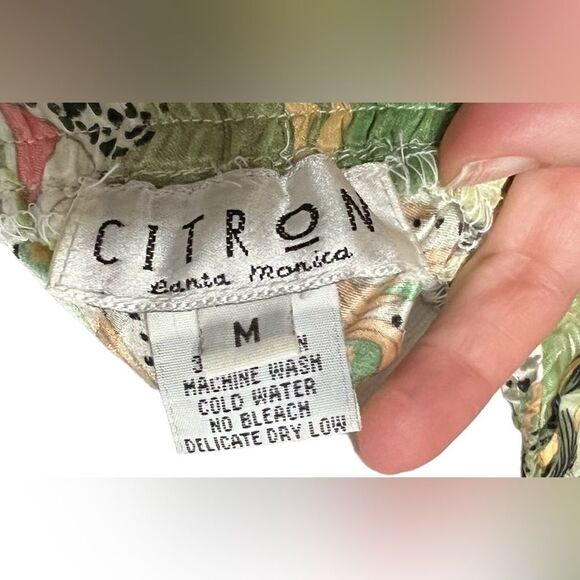 CITRON
Santa Monica
M
MACHINE WASH
COLD WATER
NO BLEACH
DELICATE DRY LOW